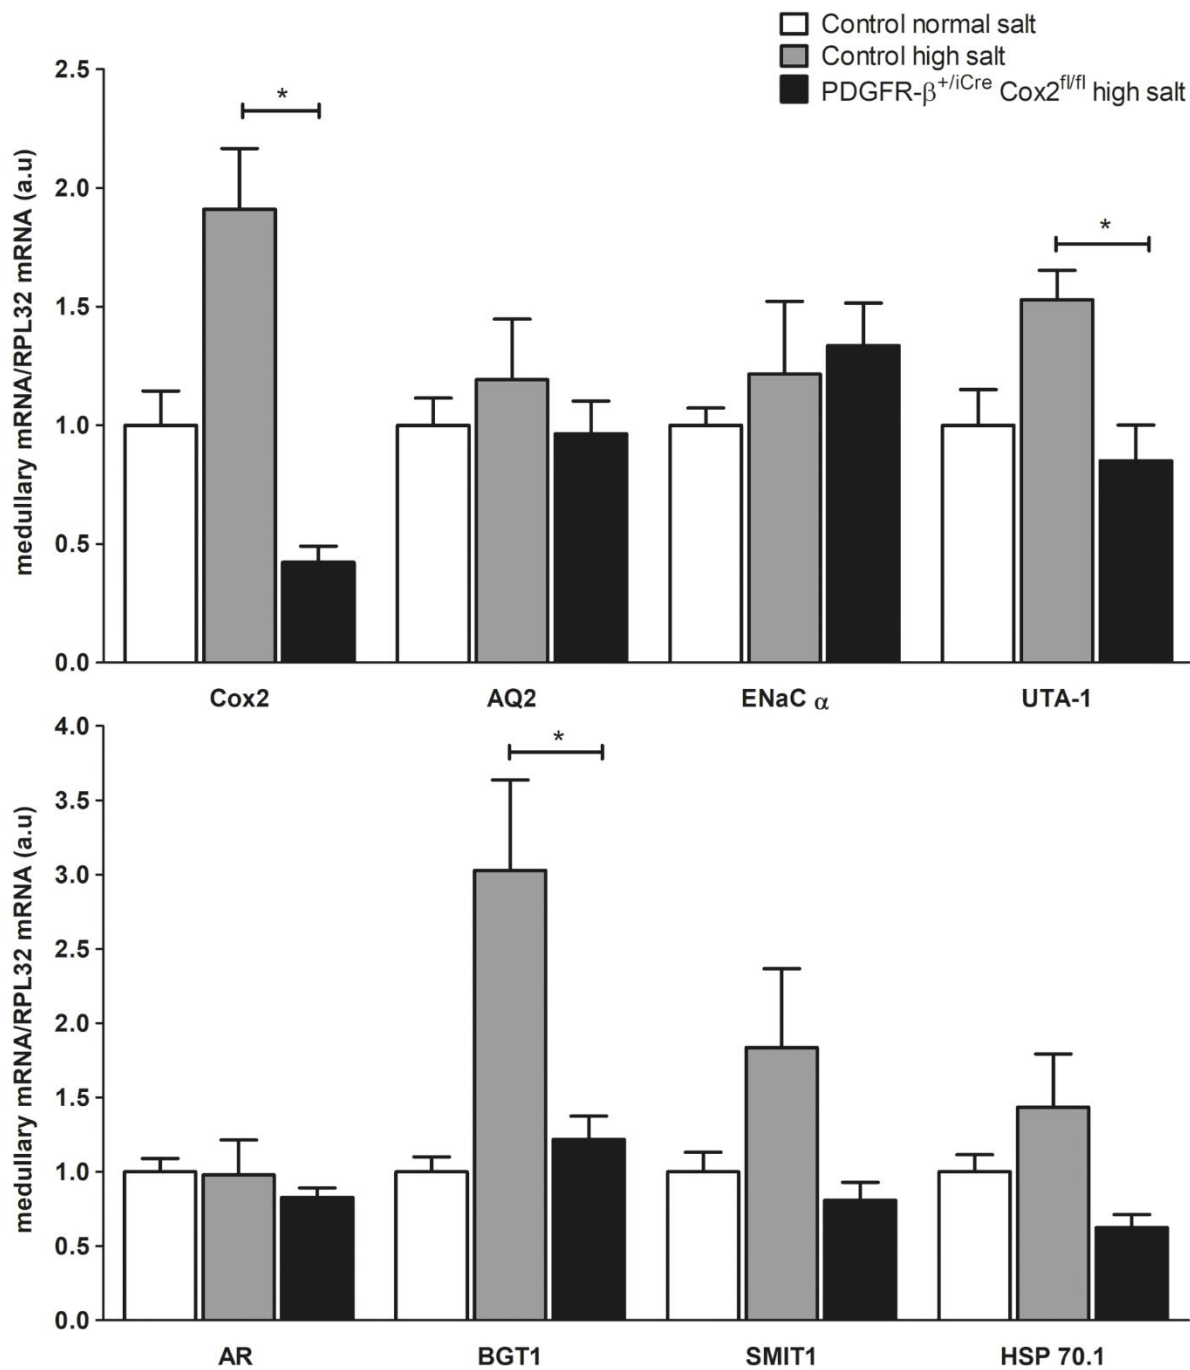 Control normal salt
Control high salt
PDGFR-β+/iCre Cox2fl/fl high salt
medullary mRNA/RPL32 mRNA (a.u)
2.5
2.0
1.5
1.0
0.5
0.0
*
*
Cox2 AQ2 ENaC α UTA-1
medullary mRNA/RPL32 mRNA (a.u)
4.0
3.5
3.0
2.5
2.0
1.5
1.0
0.5
0.0
*
AR BGT1 SMIT1 HSP 70.1